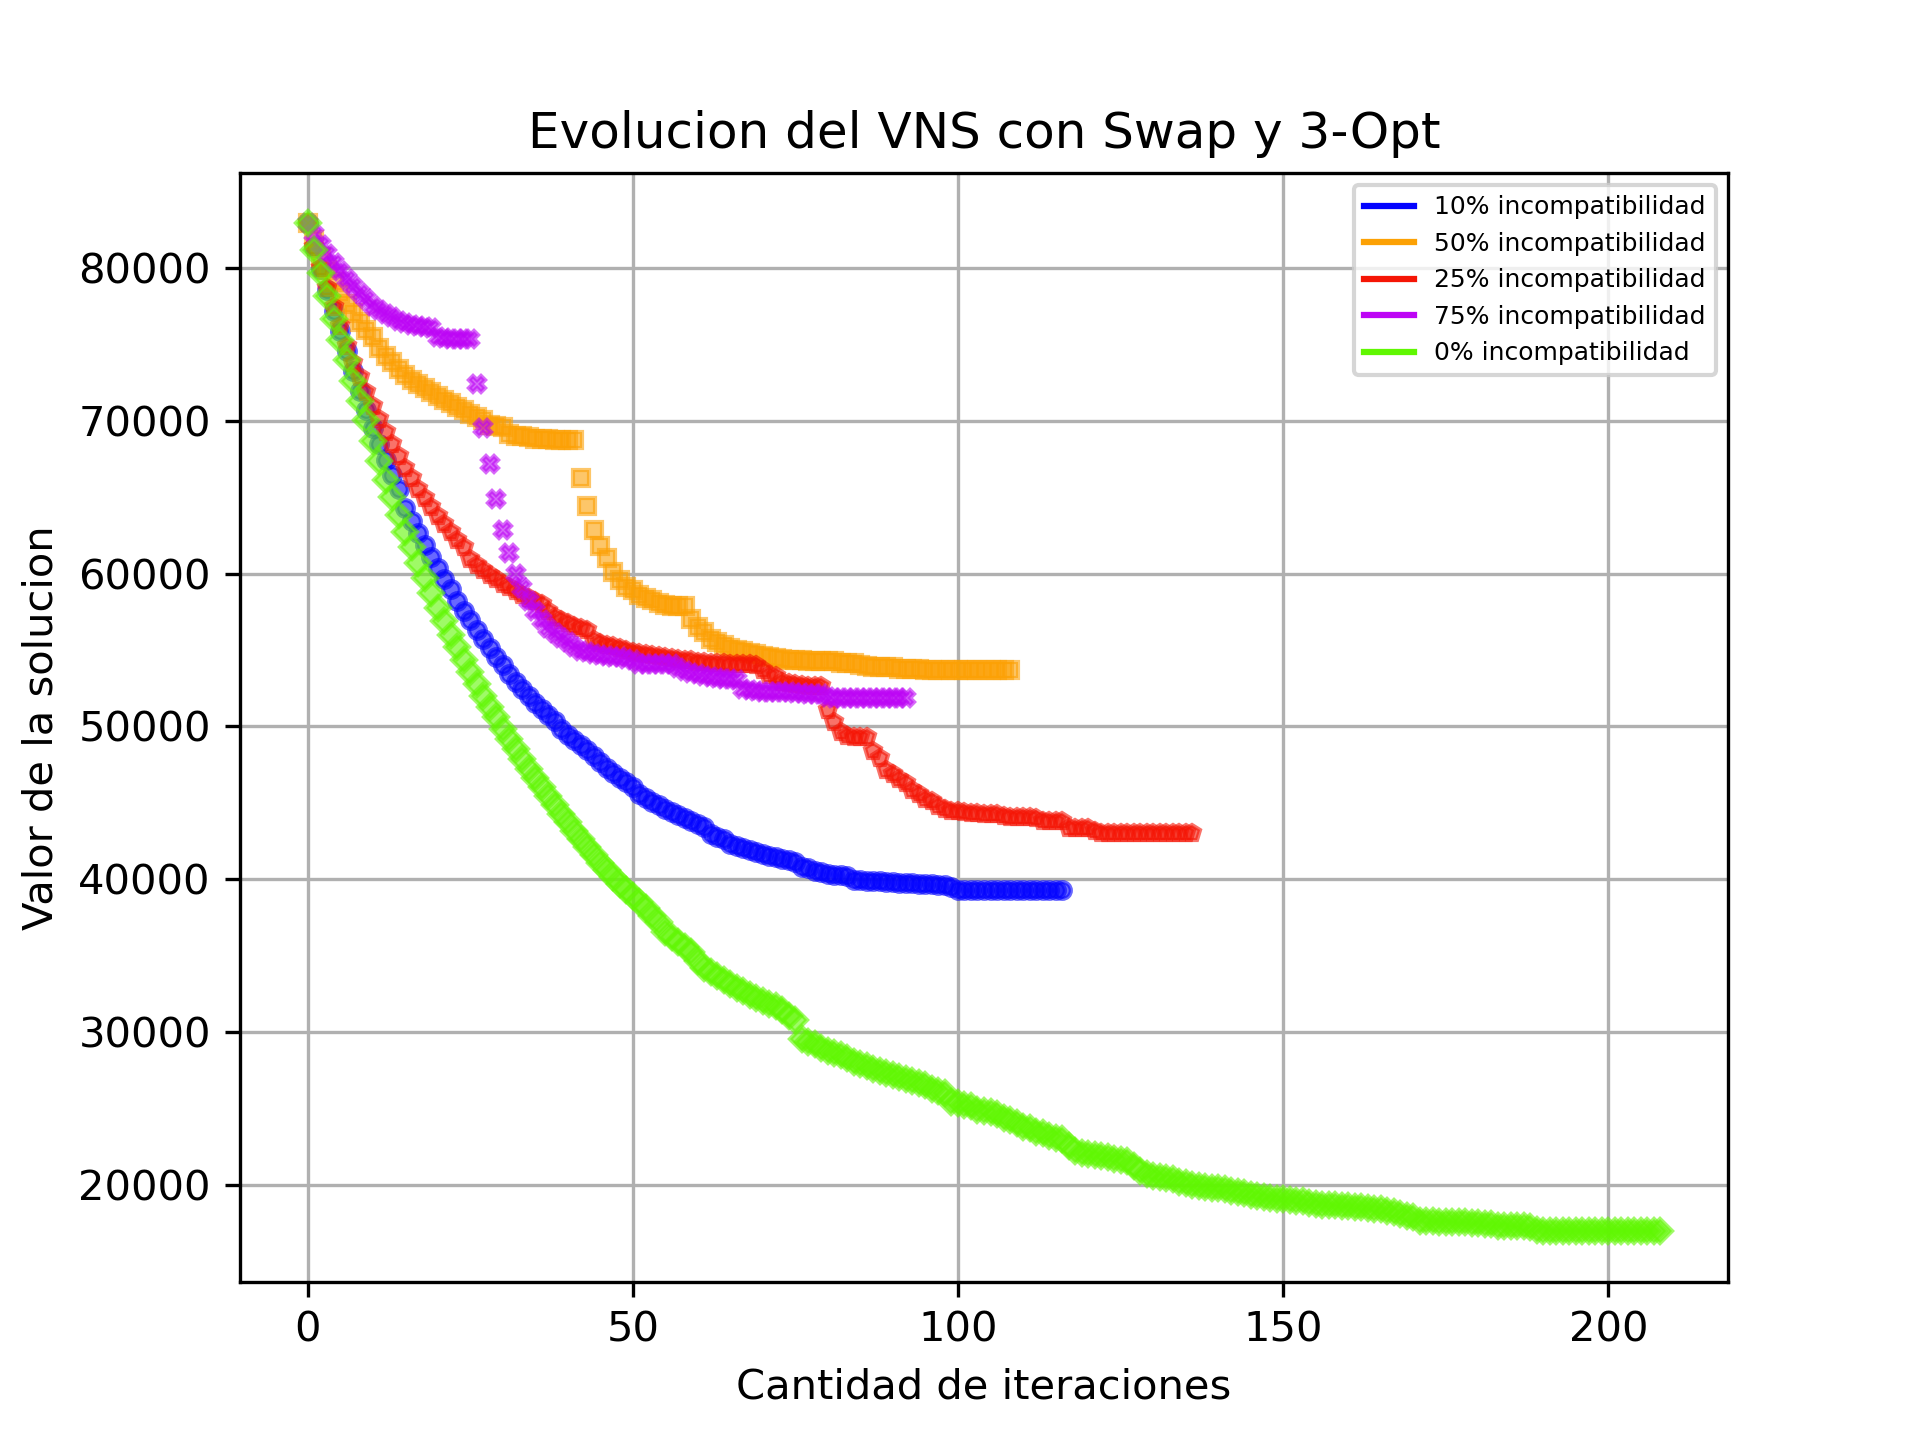 Evolucion del VNS con Swap y 3-Opt
10% incompatibilidad
50% incompatibilidad
25% incompatibilidad
75% incompatibilidad
0% incompatibilidad
Valor de la solucion
80000
70000
60000
50000
40000
30000
20000
0 50 100 150 200
Cantidad de iteraciones